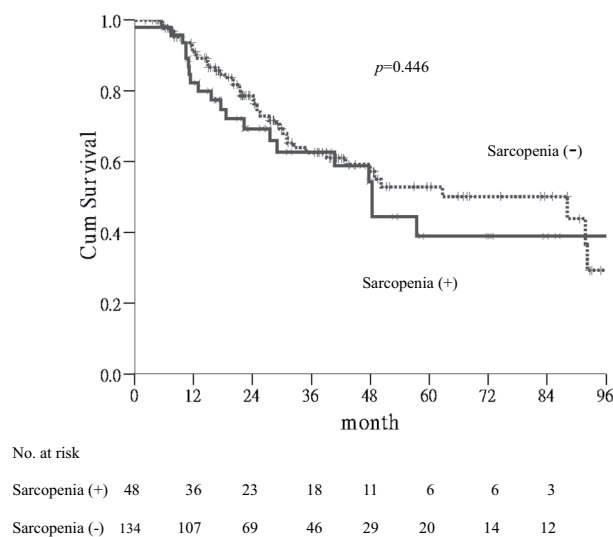 1.0
p=0.446
0.8
Sarcopenia (-)
0.6
Cum Survival
0.4
Sarcopenia (+)
0.2
0.0
0 12 24 36 48 60 72 84 96
month
No. at risk
Sarcopenia (+) 48 36 23 18 11 6 6 3
Sarcopenia (-) 134 107 69 46 29 20 14 12